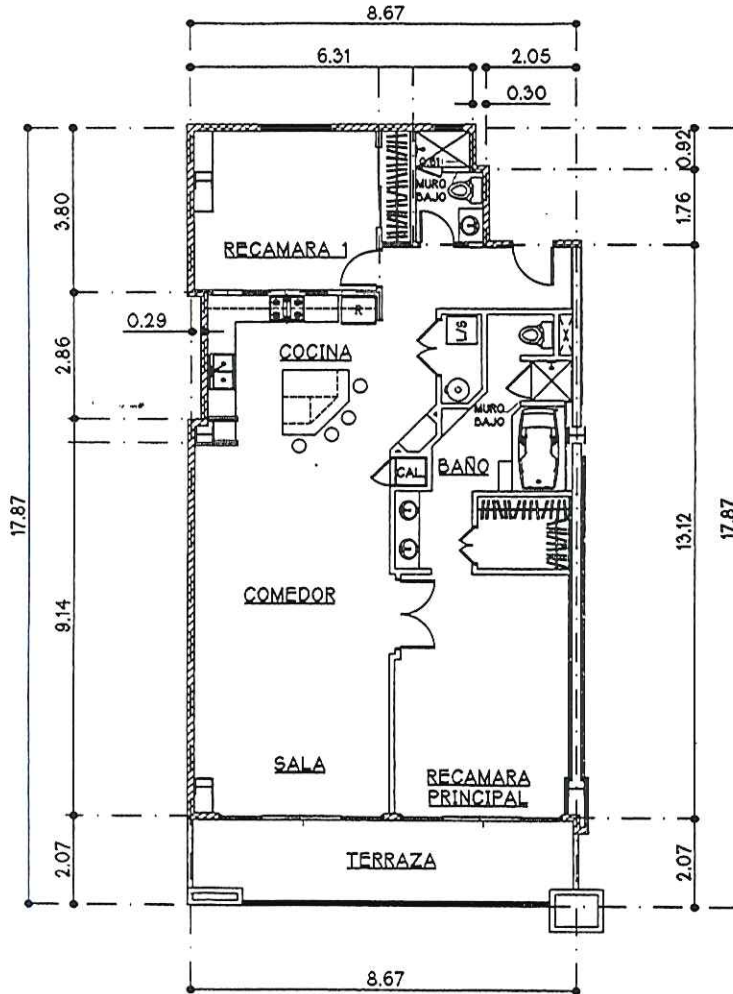 8.67
6.31
2.05
0.30
0.92
0.81
MURO
BAJO
3.80
1.76
RECAMARA 1
R
L/S
0.29
COCINA
2.86
MURO
BAJO
BAÑO
CAL.
17.87
13.12
17.87
COMEDOR
9.14
SALA
RECAMARA
PRINCIPAL
TERRAZA
2.07
2.07
8.67